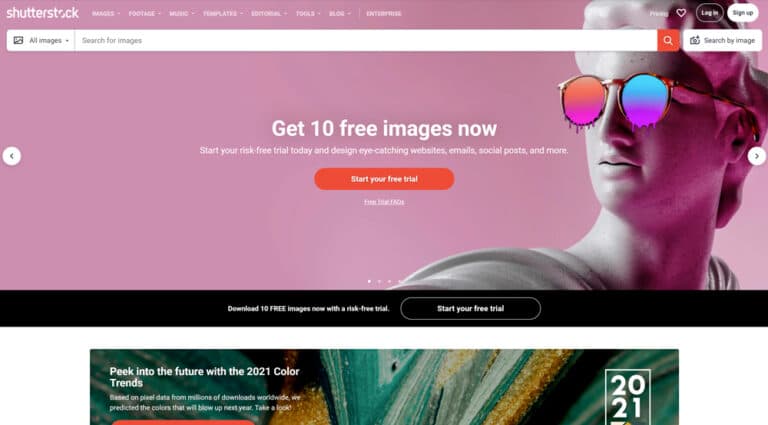 shutterstock
IMAGES FOOTAGE MUSIC TEMPLATES EDITORIAL TOOLS BLOG ENTERPRISE Pricing Log in Sign up
All images Search for images Search by image
Get 10 free images now
Start your risk-free trial today and design eye-catching websites, emails, social posts, and more.
Start your free trial
Free Trial FAQs
Download 10 FREE images now with a risk-free trial. Start your free trial
Peek into the future with the 2021 Color
Trends
Based on pixel data from millions of downloads worldwide, we
predicted the colors that will blow up next year. Take a look!
20
21